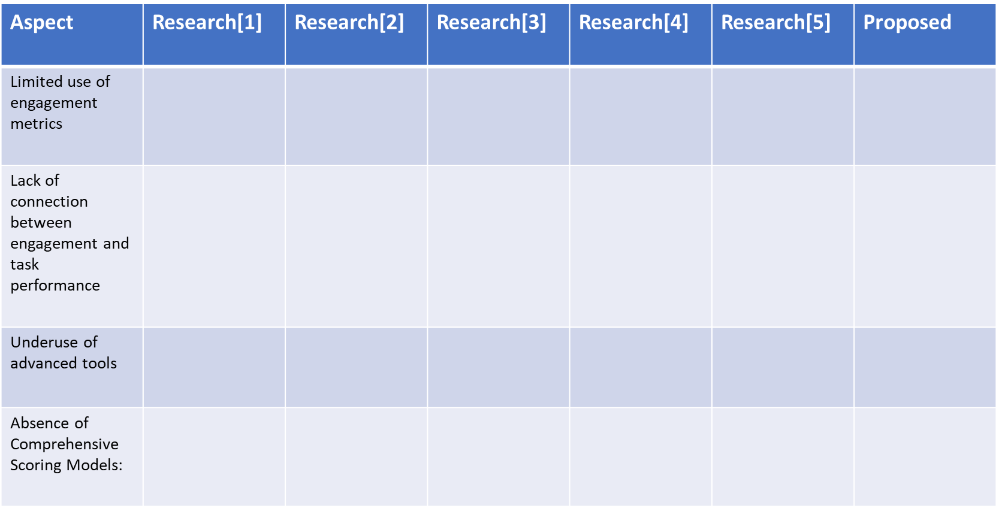 Aspect Research[1] Research[2] Research[3] Research[4] Research[5] Proposed
Limited use of
engagement
metrics
Lack of
connection
between
engagement and
task
performance
Underuse of
advanced tools
Absence of
Comprehensive
Scoring Models: